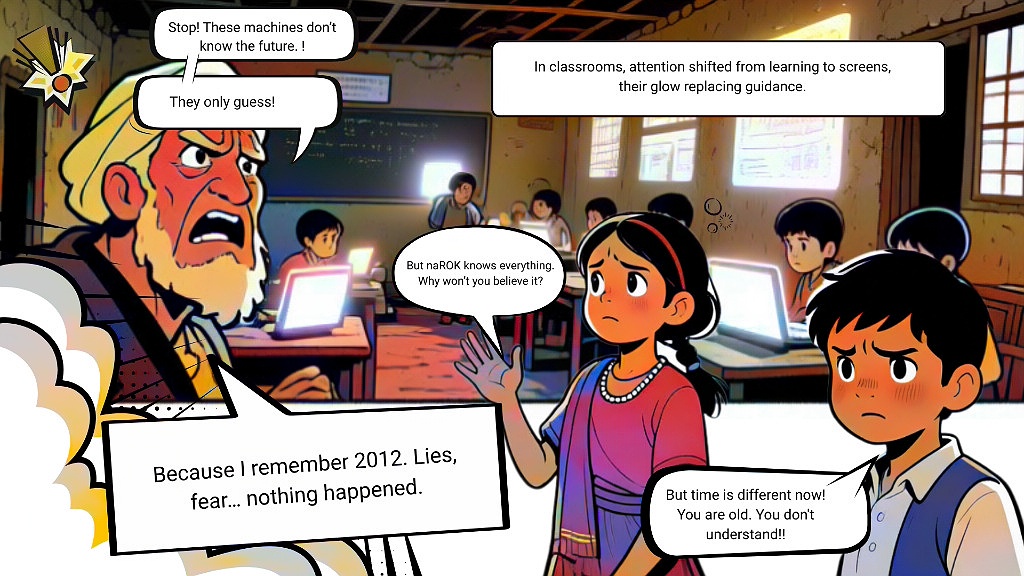 Stop! These machines don't
know the future. !
They only guess!
In classrooms, attention shifted from learning to screens,
their glow replacing guidance.
But naROK knows everything.
Why won't you believe it?
Because I remember 2012. Lies,
fear... nothing happened.
But time is different now!
You are old. You don't
understand!!